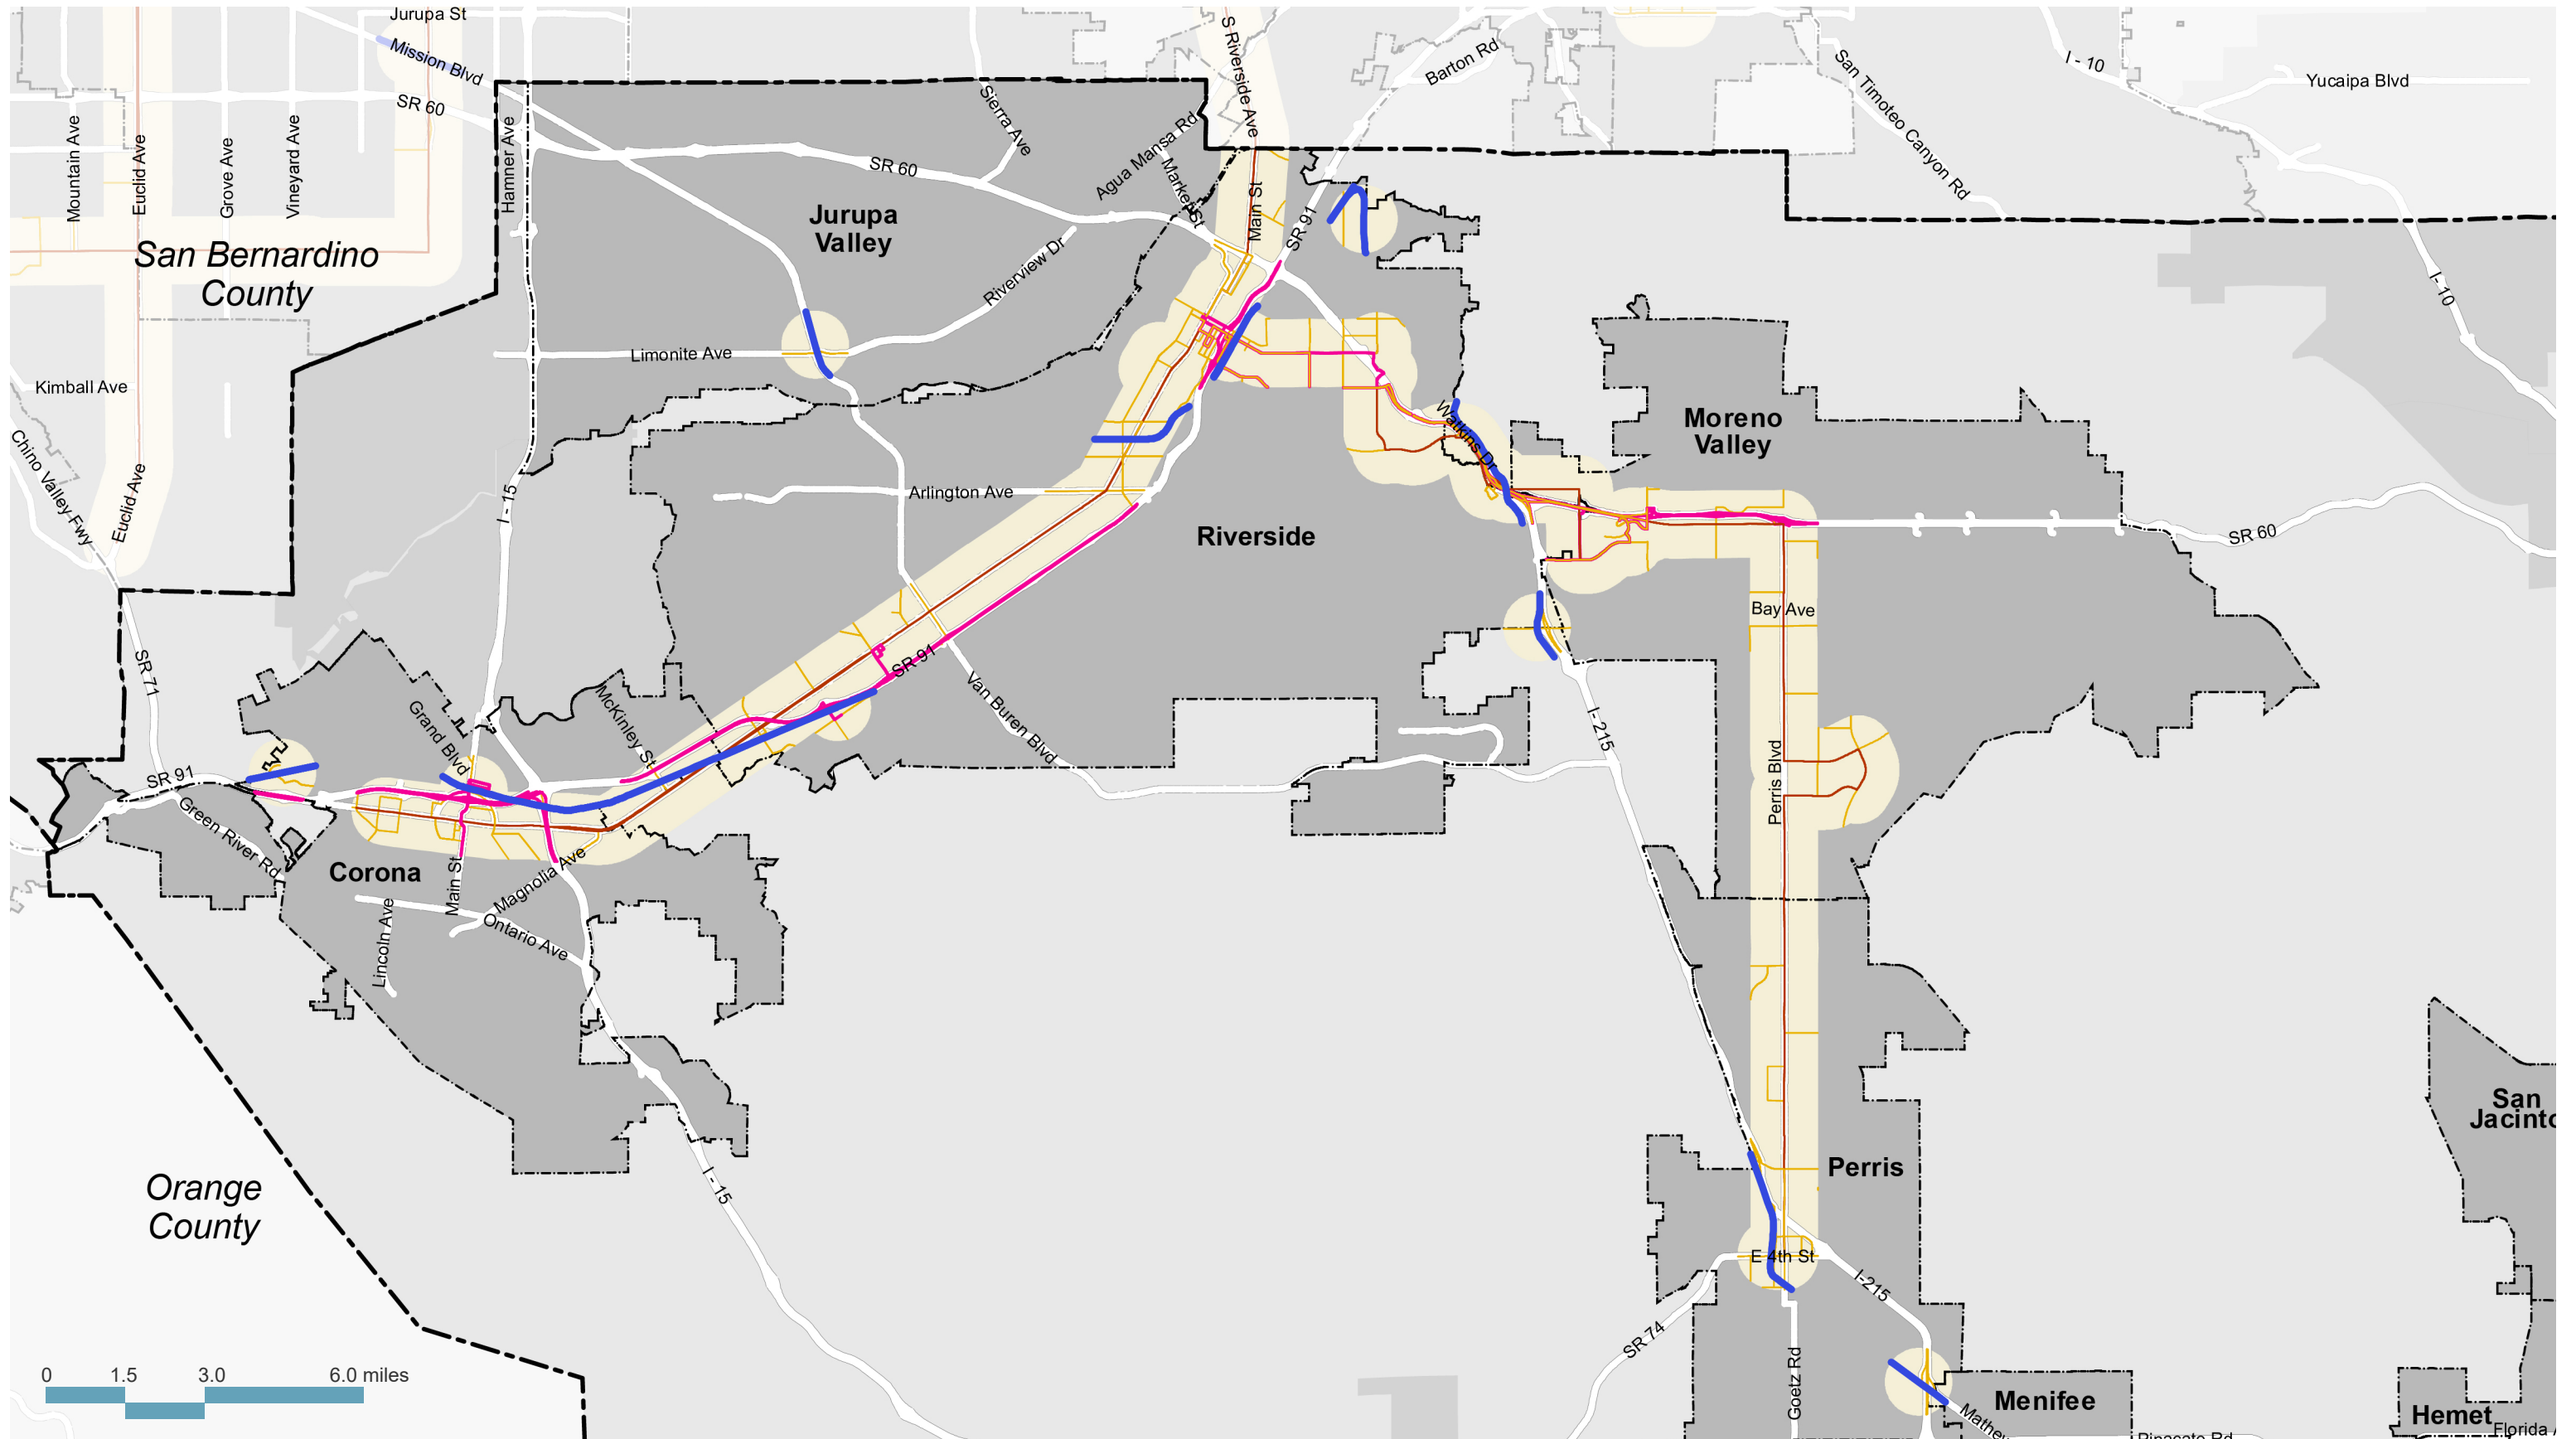 Jurupa St
Mission Blvd
SR 60
Mountain Ave
Euclid Ave
Grove Ave
Vineyard Ave
Hamner Ave
San Bernardino
County
Kimball Ave
Chino Valley Fwy
Euclid Ave
SR 71
S Riverside Ave
Sierra Ave
Agua Mansa Rd
Market St
Main St
SR 91
SR 60
Jurupa
Valley
Riverview Dr
Limonite Ave
Barton Rd
San Timoteo Canyon Rd
I - 10
Yucaipa Blvd
I - 10
Watkins Dr
Moreno
Valley
I - 15
Arlington Ave
Riverside
SR 60
Bay Ave
SR 91
Van Buren Blvd
McKinley St
Grand Blvd
SR 91
Green River Rd
Corona
Main St
Magnolia Ave
Ontario Ave
Lincoln Ave
I - 215
Perris Blvd
Orange
County
I - 15
Perris
E 4th St
I-215
SR 74
Goetz Rd
San
Jacinto
Menifee
Hemet
Florida
0 1.5 3.0 6.0 miles